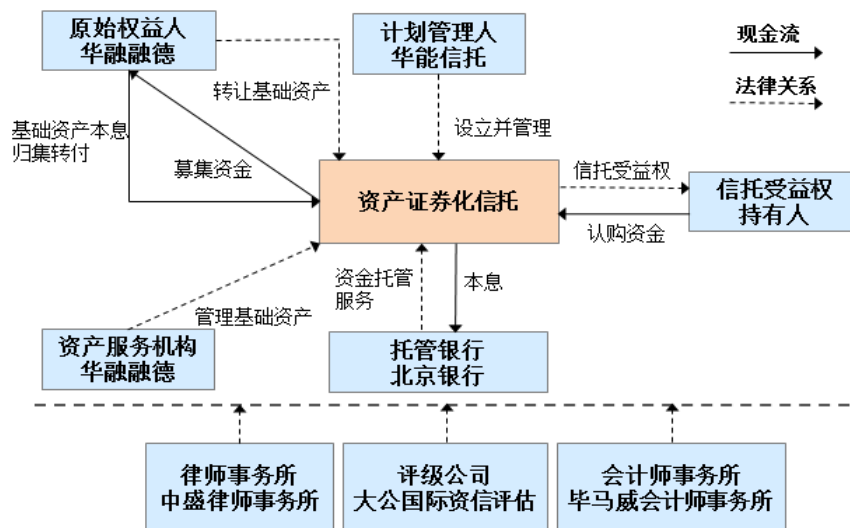 原始权益人
华融融德
计划管理人
华能信托
现金流
法律关系
转让基础资产
设立并管理
基础资产本息
归集转付
募集资金
资产证券化信托
信托受益权
认购资金
信托受益权
持有人
资金托管
服务
本息
管理基础资产
资产服务机构
华融融德
托管银行
北京银行
律师事务所
中盛律师事务所
评级公司
大公国际资信评估
会计师事务所
毕马威会计师事务所